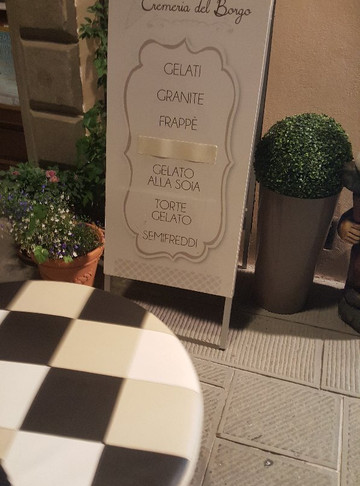 Cremeria del Borgo
GELATI
GRANITE
FRAPPÈ
GELATO
ALLA SOIA
TORTE
GELATO
SEMIFREDDI